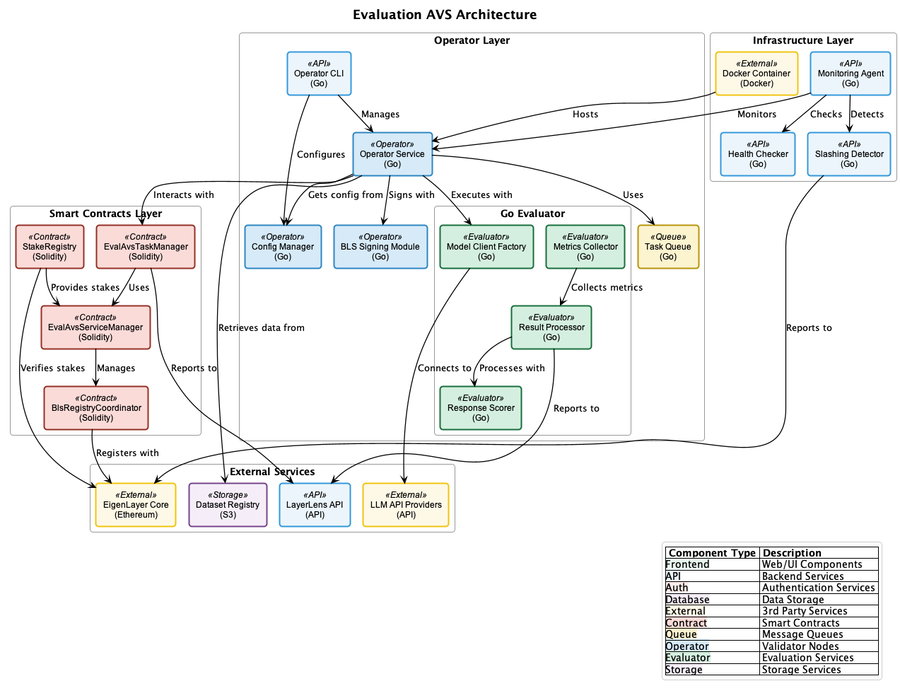 Evaluation AVS Architecture
Operator Layer
Infrastructure Layer
«API»
Operator CLI
(Go)
«External»
Docker Container
(Docker)
«API»
Monitoring Agent
(Go)
Manages
Hosts
Monitors
Checks
Detects
Configures
«Operator»
Operator Service
(Go)
«API»
Health Checker
(Go)
«API»
Slashing Detector
(Go)
Interacts with
Gets config from
Signs with
Executes with
Uses
Smart Contracts Layer
Go Evaluator
«Contract»
StakeRegistry
(Solidity)
«Contract»
EvalAvsTaskManager
(Solidity)
«Operator»
Config Manager
(Go)
«Operator»
BLS Signing Module
(Go)
«Evaluator»
Model Client Factory
(Go)
«Evaluator»
Metrics Collector
(Go)
«Queue»
Task Queue
(Go)
Provides stakes
Uses
Collects metrics
«Contract»
EvalAvsServiceManager
(Solidity)
«Evaluator»
Result Processor
(Go)
Retrieves data from
Reports to
Verifies stakes
Manages
Reports to
Connects to
Processes with
«Contract»
BlsRegistryCoordinator
(Solidity)
«Evaluator»
Response Scorer
(Go)
Reports to
Registers with
External Services
«External»
EigenLayer Core
(Ethereum)
«Storage»
Dataset Registry
(S3)
«API»
LayerLens API
(API)
«External»
LLM API Providers
(API)
Component Type Description
Frontend Web/UI Components
API Backend Services
Auth Authentication Services
Database Data Storage
External 3rd Party Services
Contract Smart Contracts
Queue Message Queues
Operator Validator Nodes
Evaluator Evaluation Services
Storage Storage Services